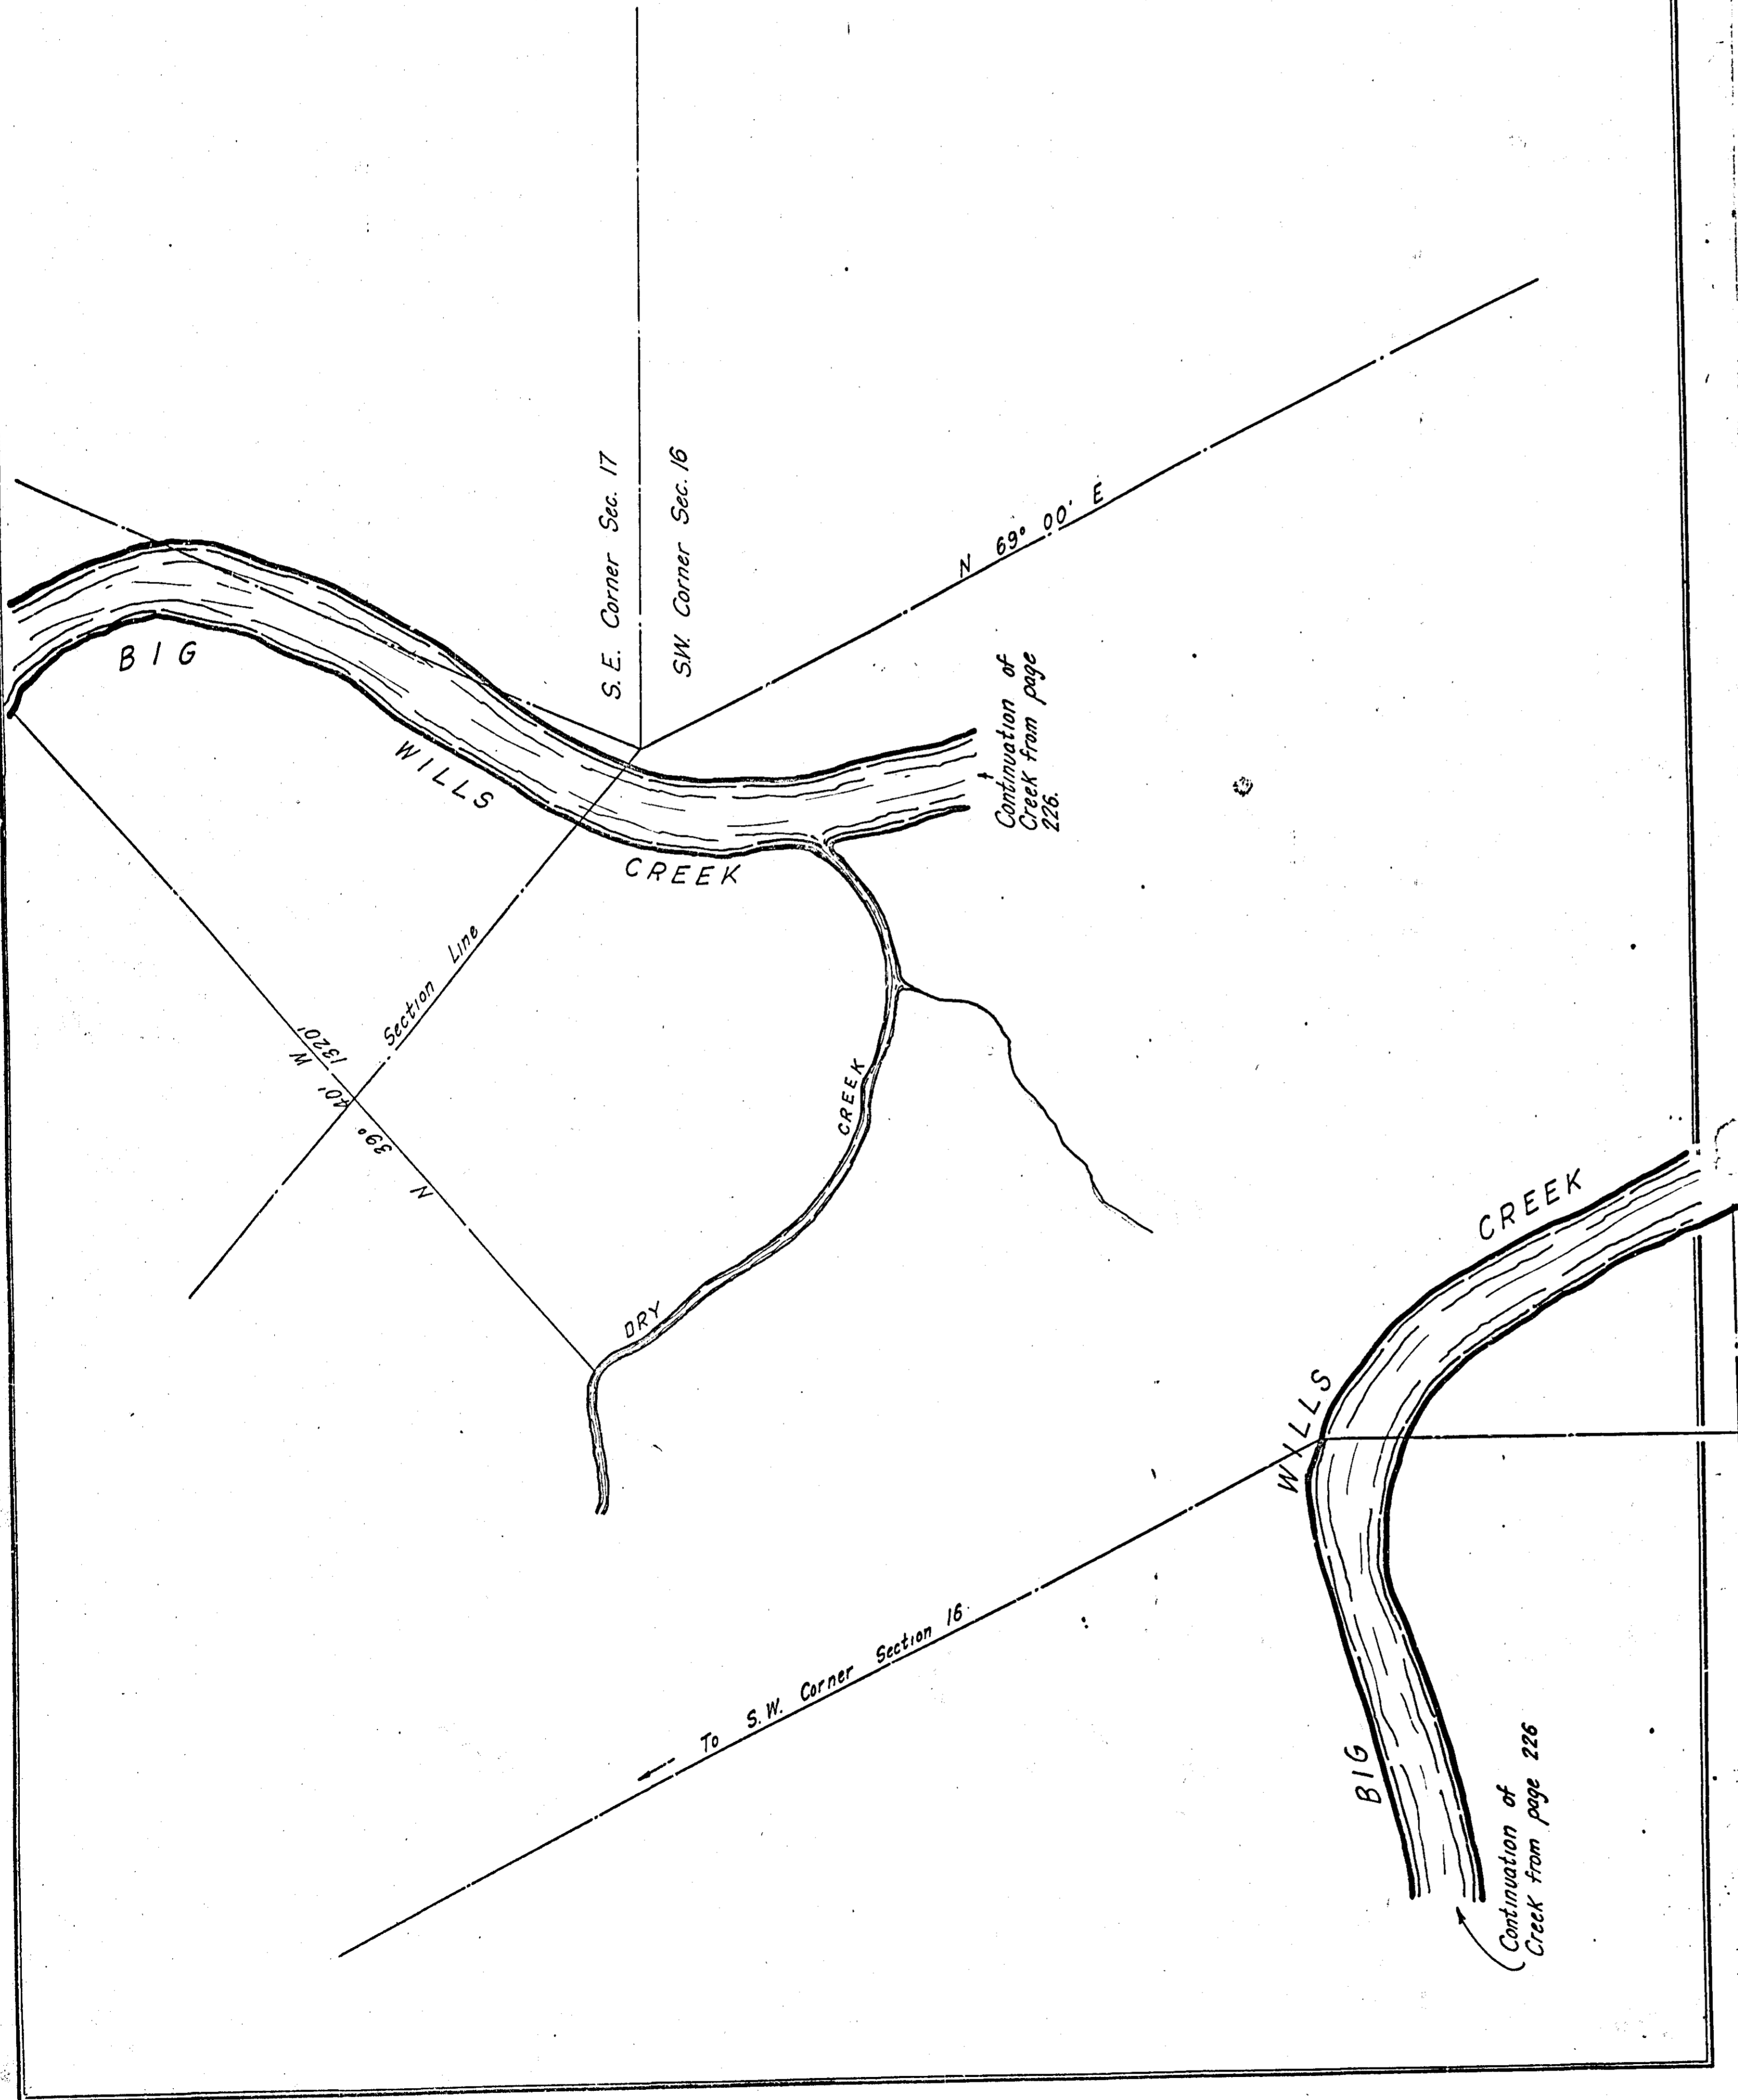 S.E. Corner Sec. 17
S.W. Corner Sec. 16
BIG
WILLS
CREEK
N 69° 00' E
Continuation of
Creek from page
226.
Section Line
N 39° 40' W
1320'
CREEK
DRY
CREEK
WILLS
BIG
To S.W. Corner Section 16
Continuation of
Creek from page 226